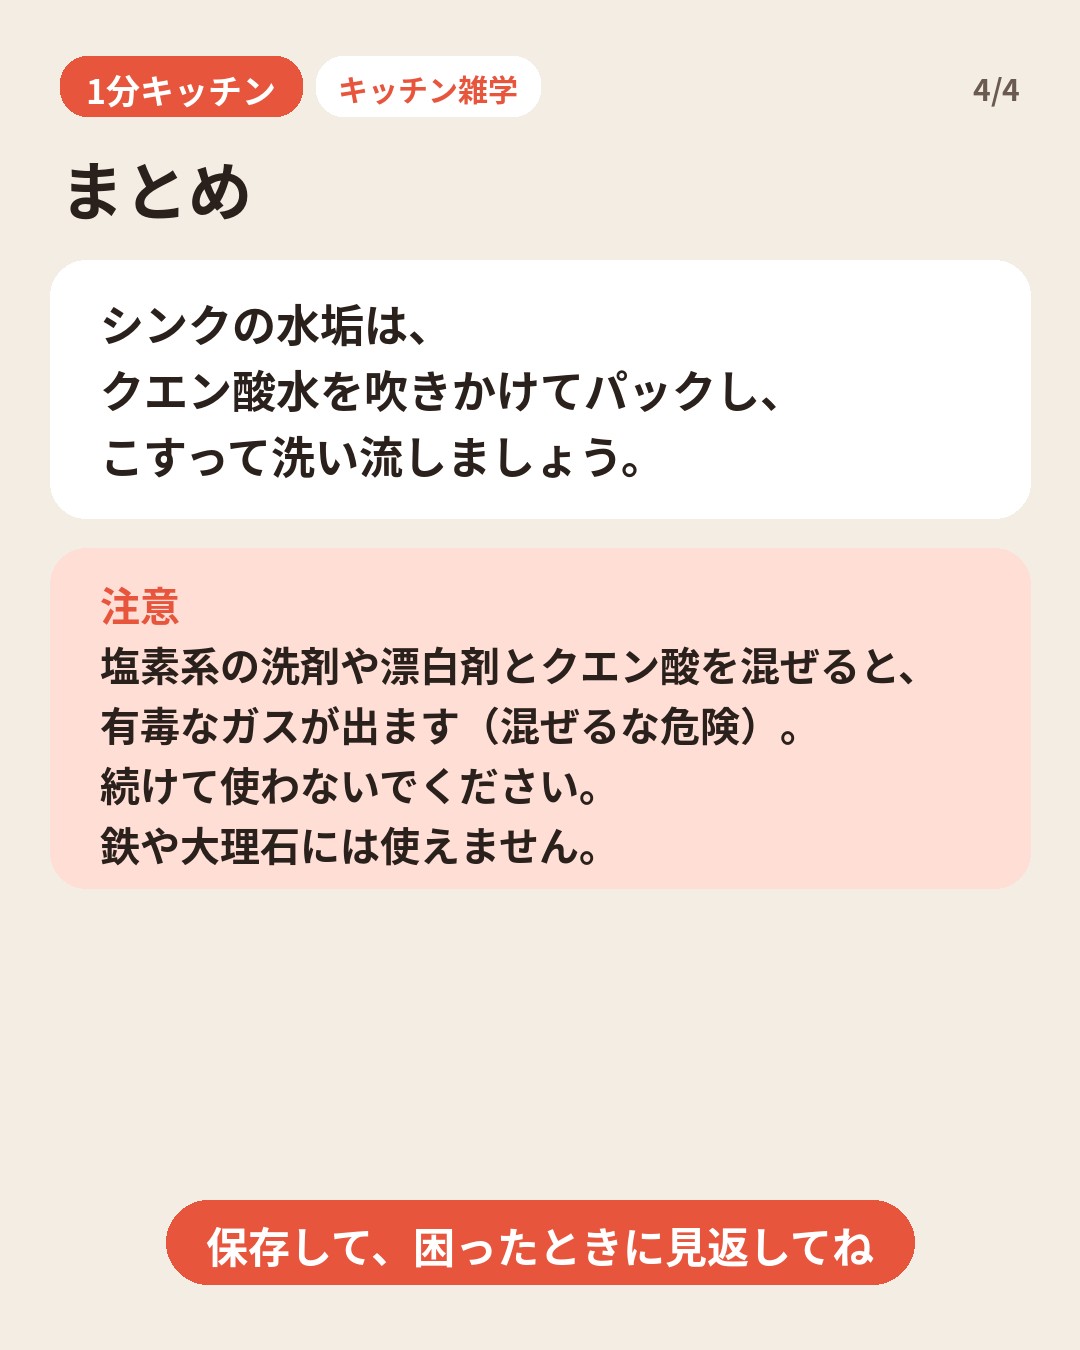 1分キッチン
キッチン雑学
4/4
まとめ
シンクの水垢は、
クエン酸水を吹きかけてパックし、
こすって洗い流しましょう。
注意
塩素系の洗剤や漂白剤とクエン酸を混ぜると、
有毒なガスが出ます（混ぜるな危険）。
続けて使わないでください。
鉄や大理石には使えません。
保存して、困ったときに見返してね